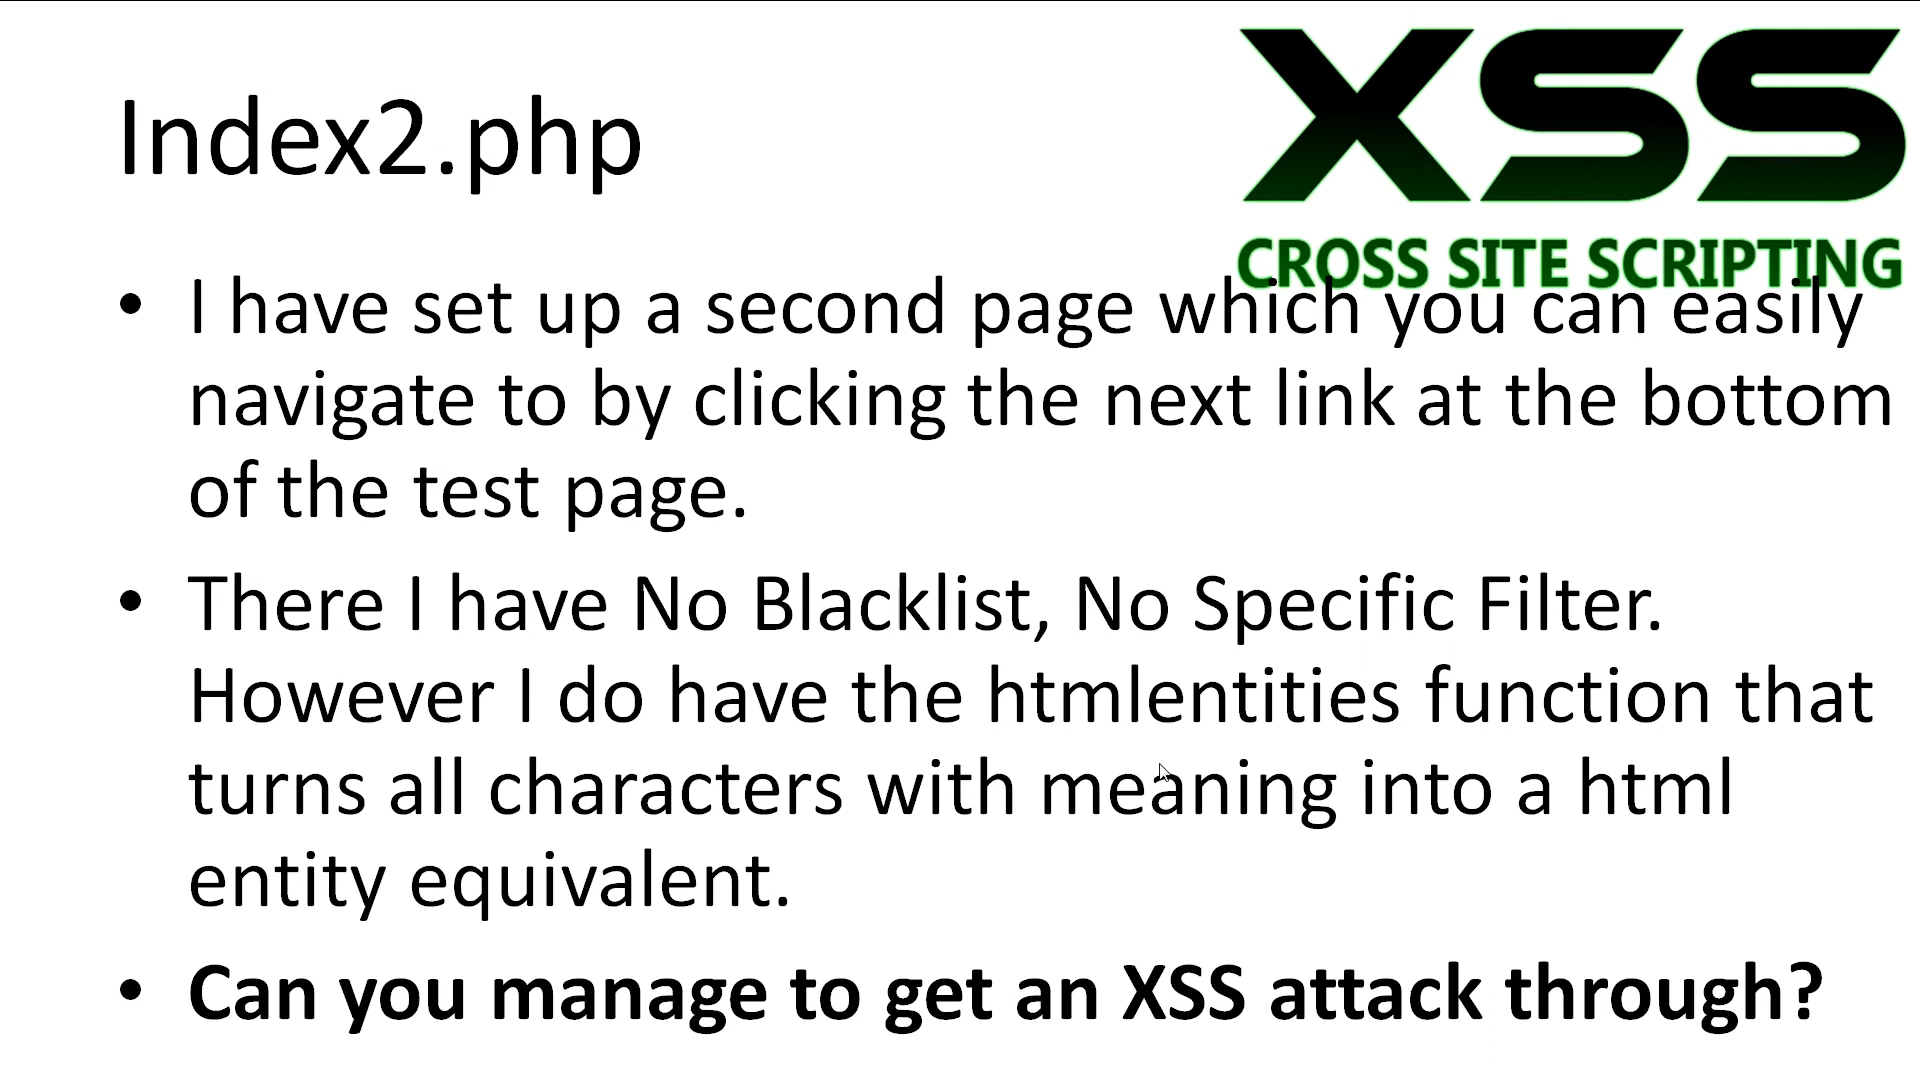 XSS
Index2.php
CROSS SITE SCRIPTING
• I have set up a second page which you can easily
navigate to by clicking the next link at the bottom
of the test page.
• There I have No Blacklist, No Specific Filter.
However I do have the htmlentities function that
turns all characters with meaning into a html
entity equivalent.
• Can you manage to get an XSS attack through?